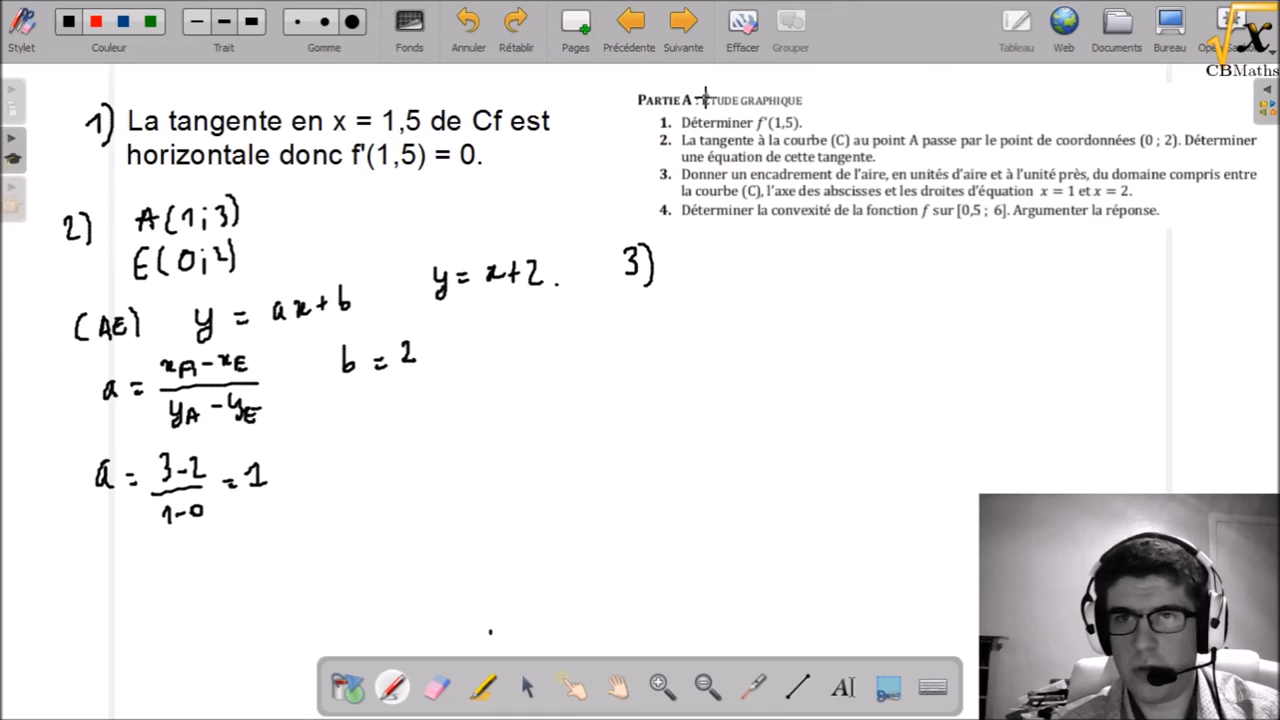 Stylet
Couleur
Trait
Gomme
Fonds
Annuler
Rétablir
Pages
Précédente
Suivante
Effacer
Grouper
Tableau
Web
Documents
Bureau
√x
CBMaths
1) La tangente en x = 1,5 de Cf est
horizontale donc f'(1,5) = 0.
PARTIE A : ETUDE GRAPHIQUE
1. Déterminer f'(1,5).
2. La tangente à la courbe (C) au point A passe par le point de coordonnées (0 ; 2). Déterminer
une équation de cette tangente.
3. Donner un encadrement de l'aire, en unités d'aire et à l'unité près, du domaine compris entre
la courbe (C), l'axe des abscisses et les droites d'équation x = 1 et x = 2.
4. Déterminer la convexité de la fonction f sur [0,5 ; 6]. Argumenter la réponse.
2) A(1;3)
E(0;2)
(AE) y = ax+b
a = xA-xE / yA-yE
b = 2
a = 3-2 / 1-0 = 1
y = x+2.
3)
AI